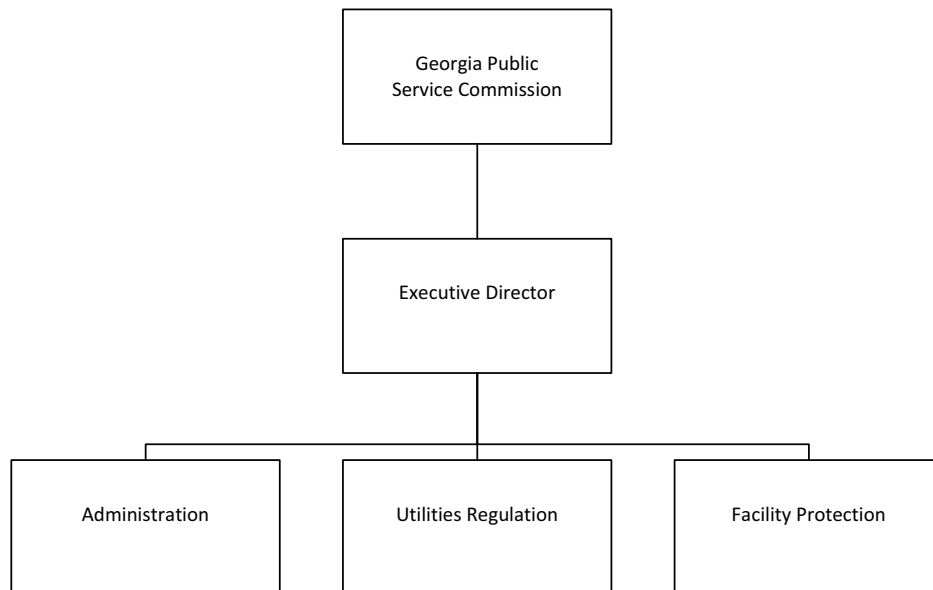 Georgia Public
Service Commission
Executive Director
Administration
Utilities Regulation
Facility Protection